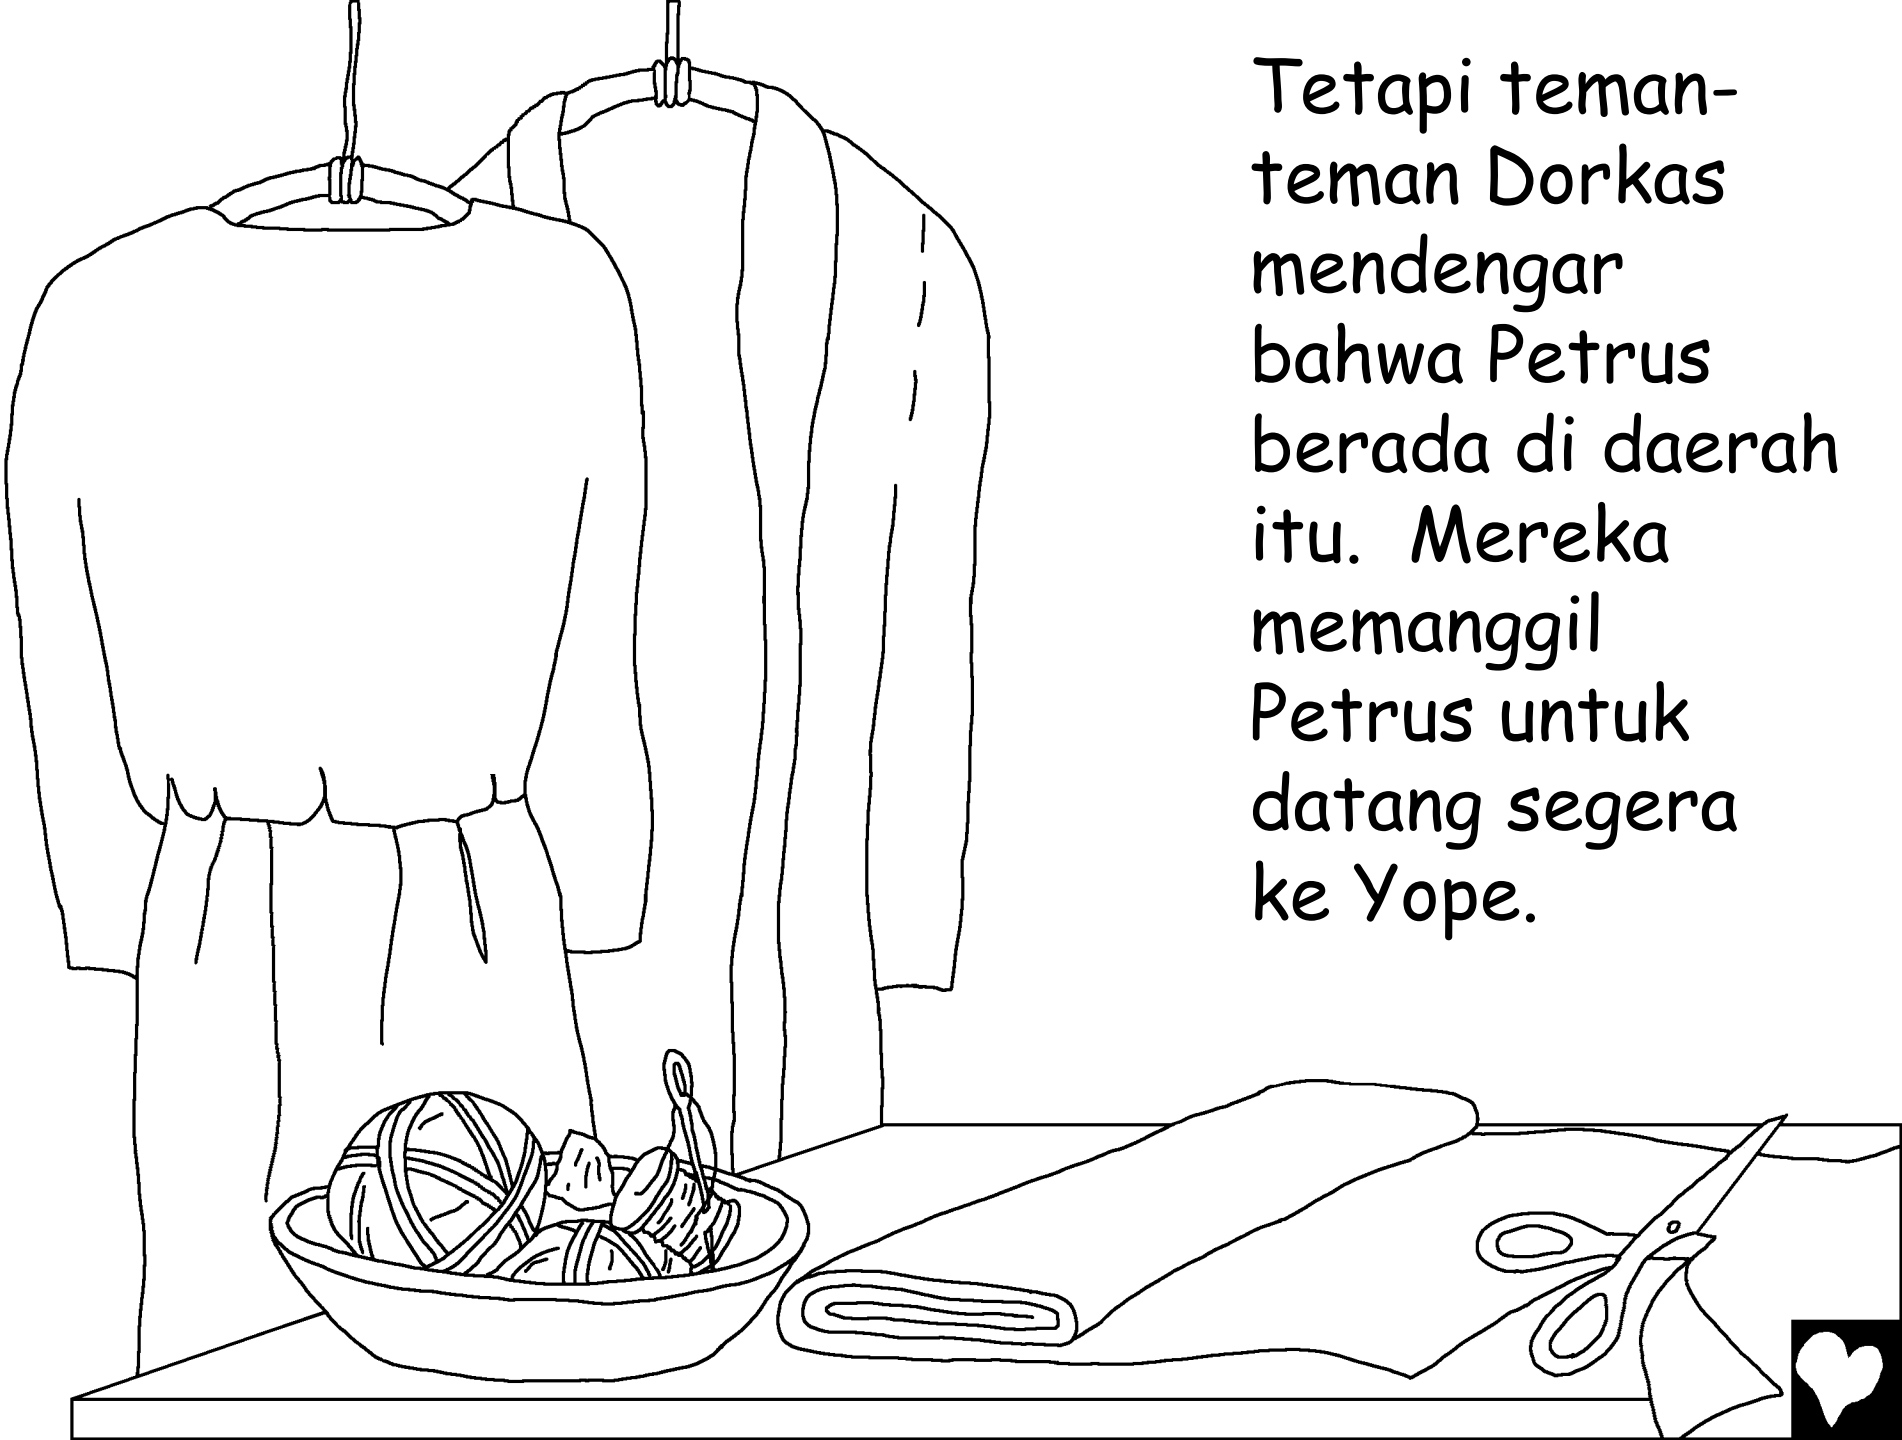 Tetapi teman-
teman Dorkas
mendengar
bahwa Petrus
berada di daerah
itu.  Mereka
memanggil
Petrus untuk
datang segera
ke Yope.